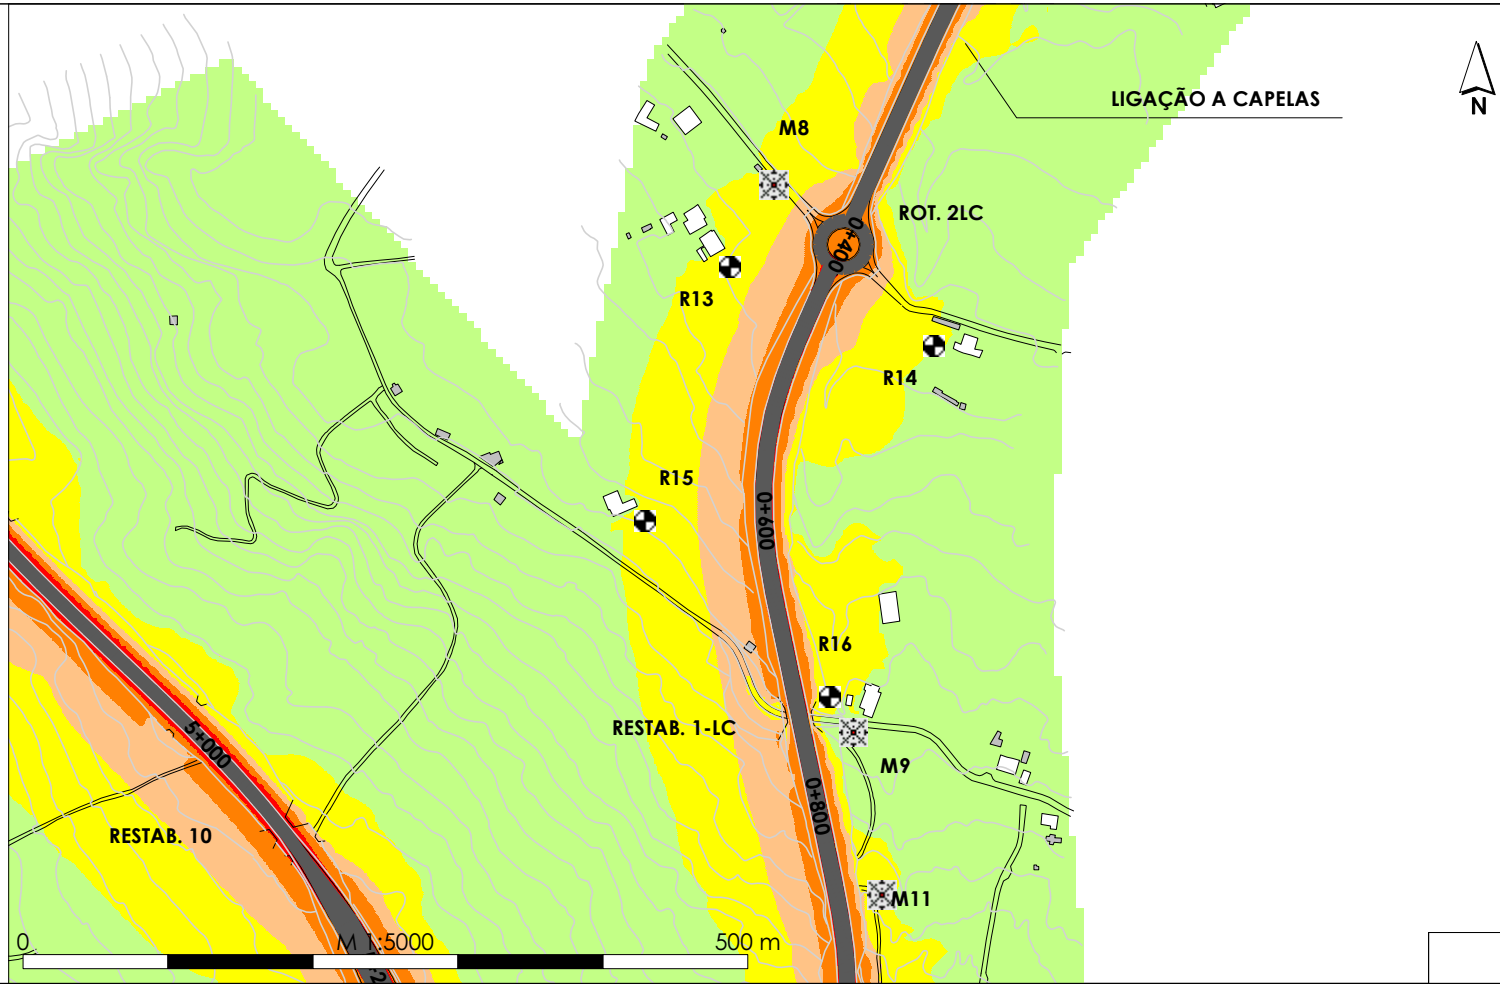 LIGAÇÃO A CAPELAS
N
M8
ROT. 2LC
0+400
R13
R14
R15
0+600
R16
RESTAB. 1-LC
5+000
M9
0+800
RESTAB. 10
M11
0
M 1:5000
500 m